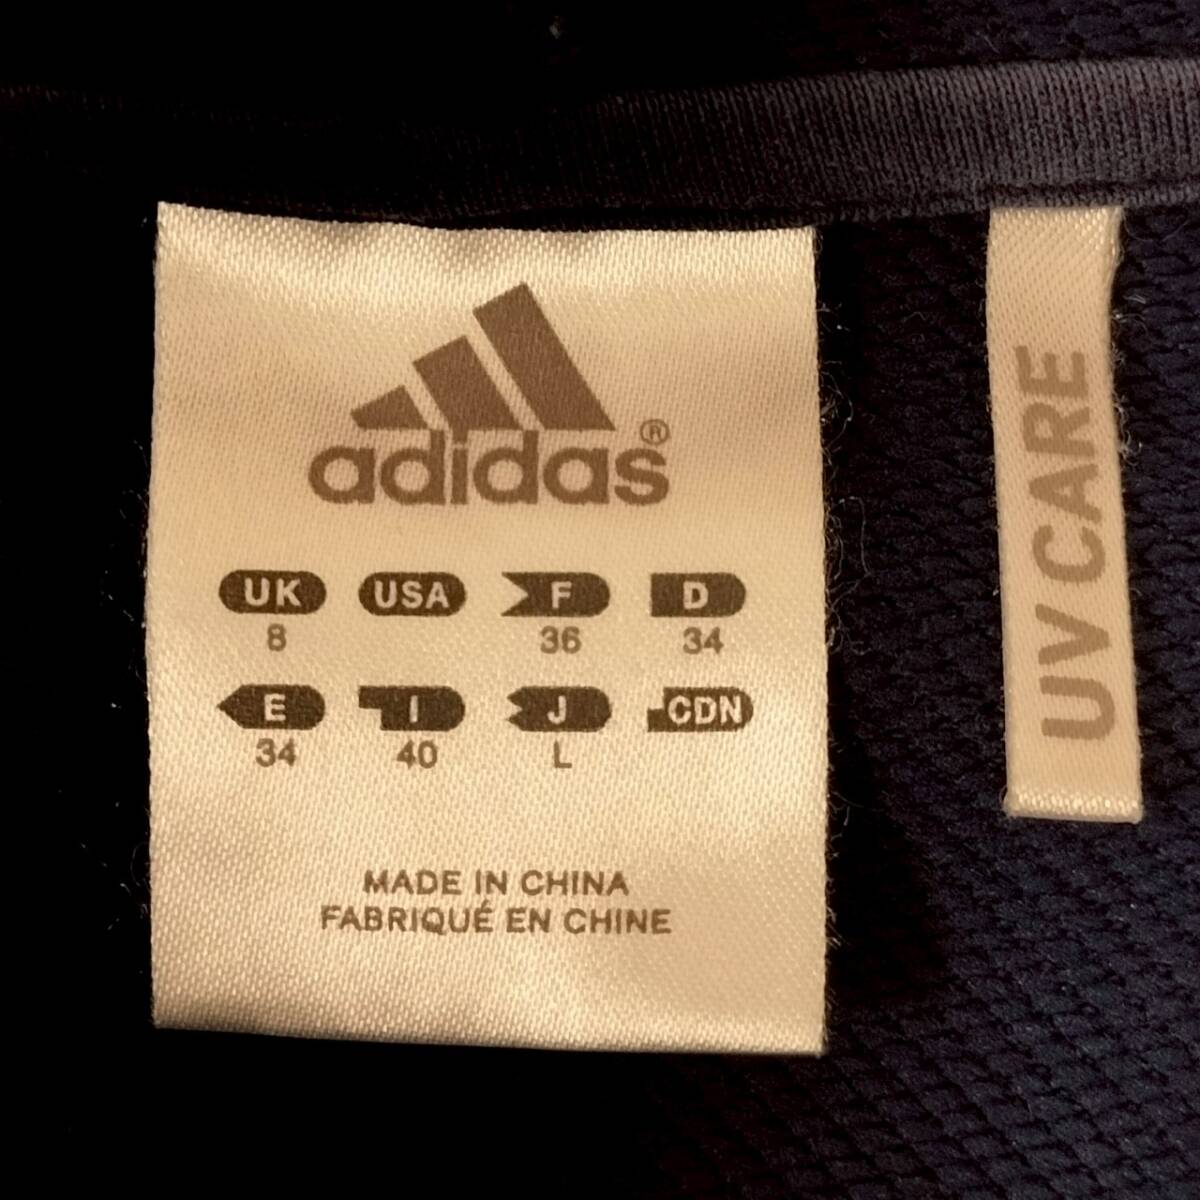 adidas®
UK USA F D
8 36 34
E I J CDN
34 40 L
MADE IN CHINA
FABRIQUÉ EN CHINE
UV CARE